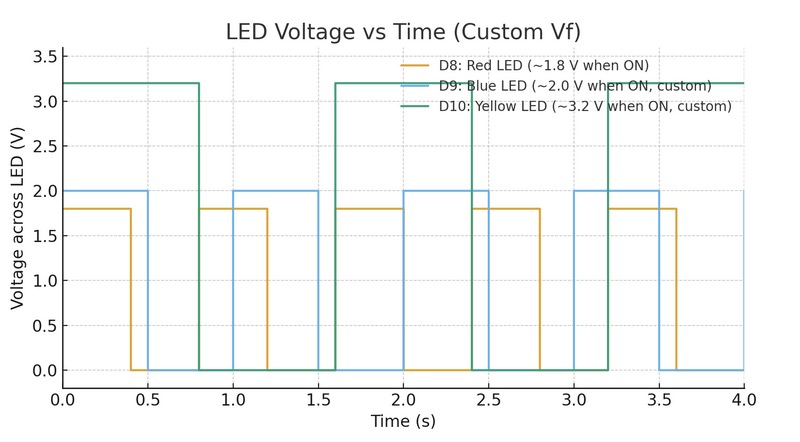 LED Voltage vs Time (Custom Vf)
D8: Red LED (~1.8 V when ON)
D9: Blue LED (~2.0 V when ON, custom)
D10: Yellow LED (~3.2 V when ON, custom)
Voltage across LED (V)
3.5
3.0
2.5
2.0
1.5
1.0
0.5
0.0
0.0 0.5 1.0 1.5 2.0 2.5 3.0 3.5 4.0
Time (s)